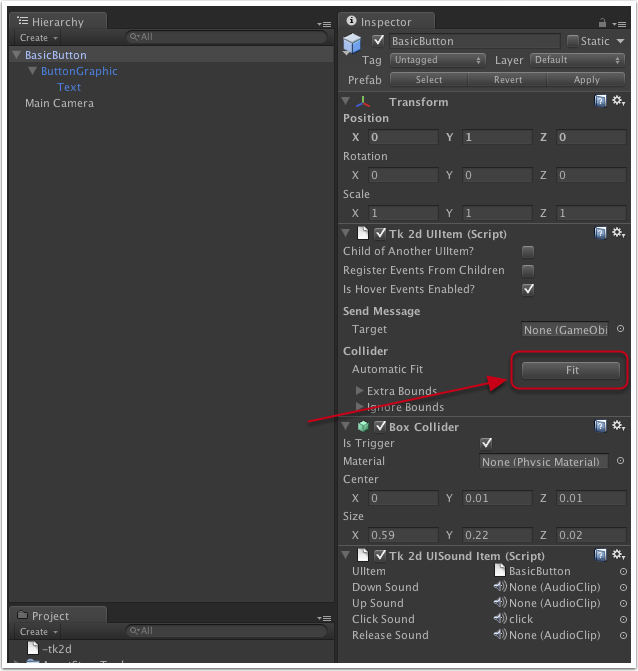 Hierarchy
Create All
BasicButton
ButtonGraphic
Text
Main Camera
Project
Create All
-tk2d
Inspector
BasicButton Static
Tag Untagged Layer Default
Prefab Select Revert Apply
Transform
Position
X 0 Y 1 Z 0
Rotation
X 0 Y 0 Z 0
Scale
X 1 Y 1 Z 1
Tk 2d UIItem (Script)
Child of Another UIItem?
Register Events From Children
Is Hover Events Enabled?
Send Message
Target None (GameObj
Collider
Automatic Fit Fit
Extra Bounds
Ignore Bounds
Box Collider
Is Trigger
Material None (Physic Material)
Center
X 0 Y 0.01 Z 0.01
Size
X 0.59 Y 0.22 Z 0.02
Tk 2d UISound Item (Script)
UIItem BasicButton
Down Sound None (AudioClip)
Up Sound None (AudioClip)
Click Sound click
Release Sound None (AudioClip)